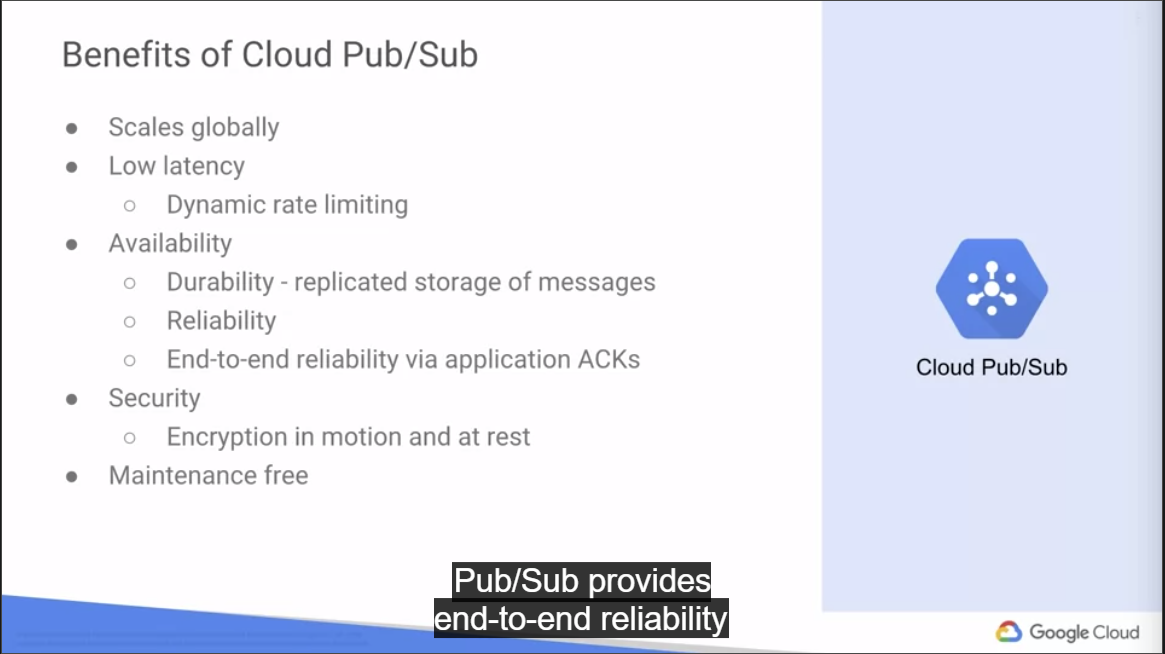 Benefits of Cloud Pub/Sub
● Scales globally
● Low latency
○ Dynamic rate limiting
● Availability
○ Durability - replicated storage of messages
○ Reliability
○ End-to-end reliability via application ACKs
● Security
○ Encryption in motion and at rest
● Maintenance free
Cloud Pub/Sub
Pub/Sub provides
end-to-end reliability
Google Cloud